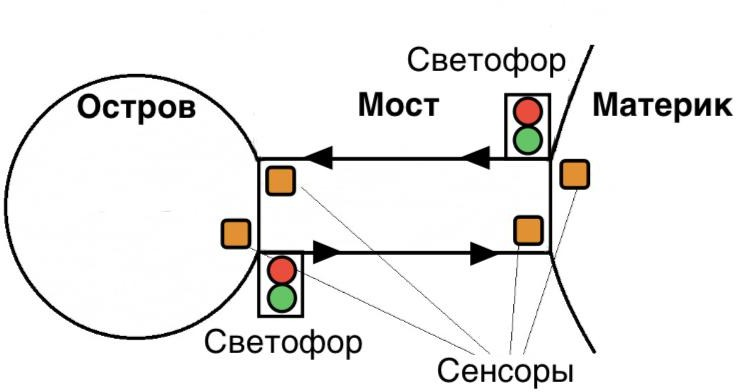 Светофор
Остров
Мост
Материк
Светофор
Сенсоры